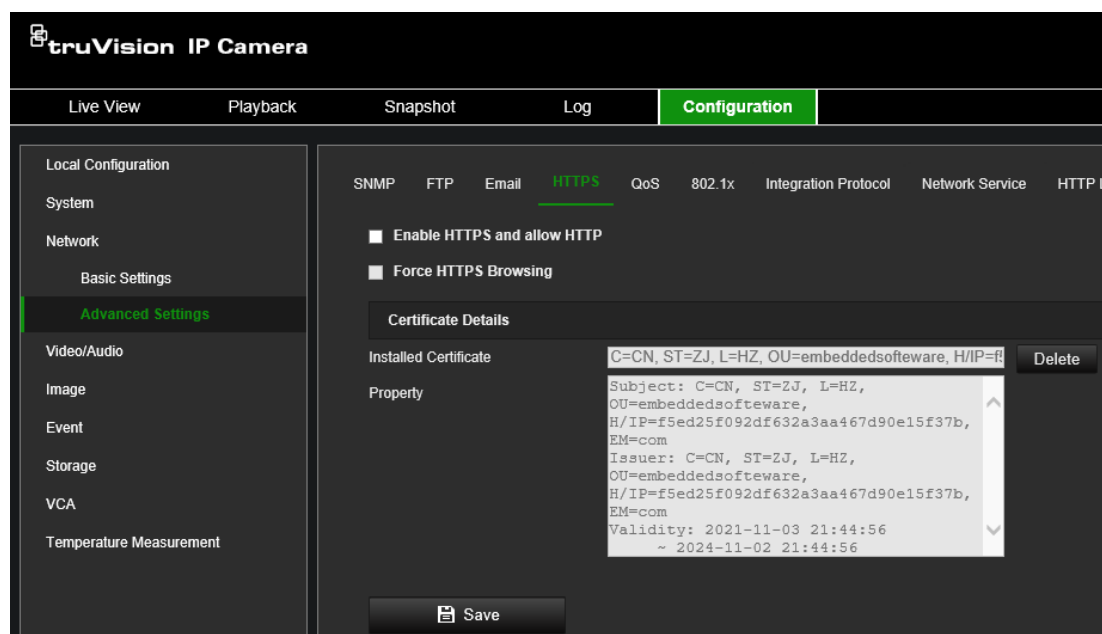 truVision IP Camera
Live View Playback Snapshot Log Configuration
Local Configuration
System
Network
Basic Settings
Advanced Settings
Video/Audio
Image
Event
Storage
VCA
Temperature Measurement
SNMP FTP Email HTTPS QoS 802.1x Integration Protocol Network Service HTTP
Enable HTTPS and allow HTTP
Force HTTPS Browsing
Certificate Details
Installed Certificate C=CN, ST=ZJ, L=HZ, OU=embeddedsofteware, H/IP=f5 Delete
Property
Subject: C=CN, ST=ZJ, L=HZ,
OU=embeddedsofteware,
H/IP=f5ed25f092df632a3aa467d90e15f37b,
EM=com
Issuer: C=CN, ST=ZJ, L=HZ,
OU=embeddedsofteware,
H/IP=f5ed25f092df632a3aa467d90e15f37b,
EM=com
Validity: 2021-11-03 21:44:56
~ 2024-11-02 21:44:56
Save